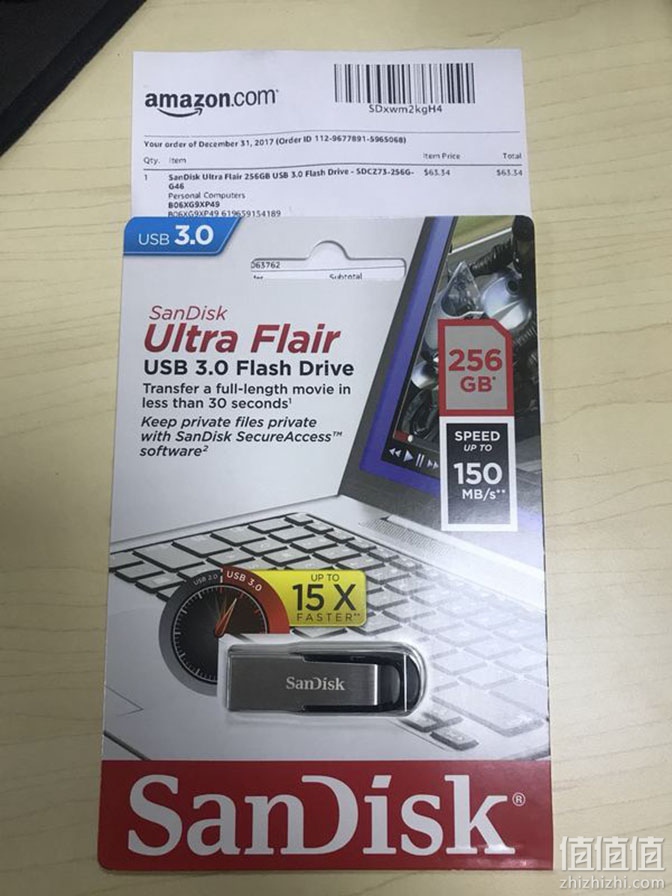 amazon.com
SDxwm2kgH4
Your order of December 31, 2017 (Order ID 112-9677891-5965068)
Qty. Item Item Price Total
1 SanDisk Ultra Flair 256GB USB 3.0 Flash Drive - SDCZ73-256G- $63.34 $63.34
G46
Personal Computers
B06XG9XP49
B06XG9XP49 619659154189
USB 3.0
063762
Subtotal
SanDisk
Ultra Flair
USB 3.0 Flash Drive
Transfer a full-length movie in
less than 30 seconds¹
Keep private files private
with SanDisk SecureAccess™
software²
256
GB*
SPEED
UP TO
150
MB/s**
USB 2.0
USB 3.0
UP TO
15 X
FASTER**
SanDisk
SanDisk®
值值值
zhizhizhi.com